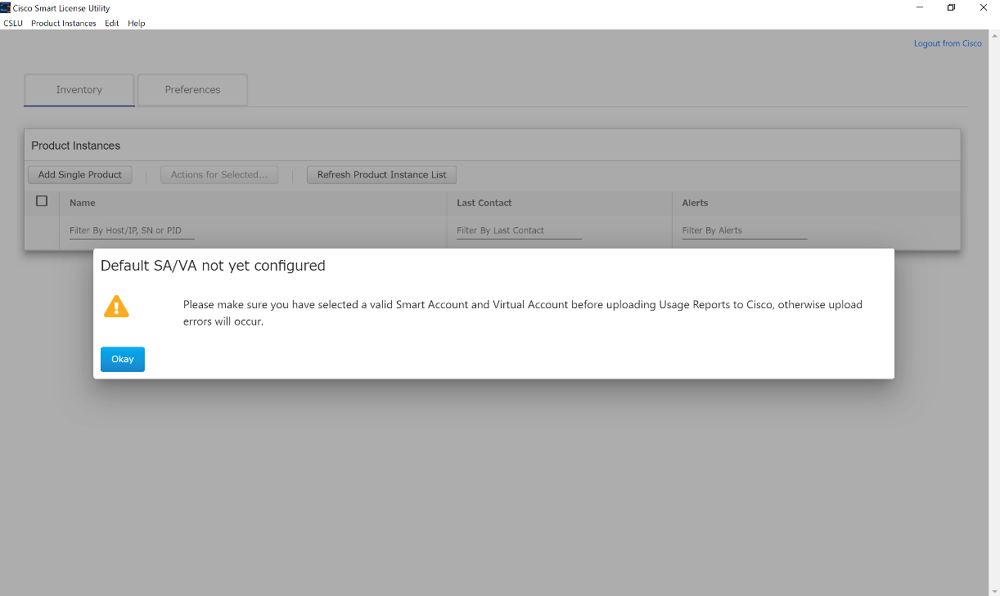 Cisco Smart License Utility
CSLU Product Instances Edit Help
Logout from Cisco
Inventory Preferences
Product Instances
Add Single Product Actions for Selected... Refresh Product Instance List
Name Last Contact Alerts
Filter By Host/IP, SN or PID Filter By Last Contact Filter By Alerts
Default SA/VA not yet configured
Please make sure you have selected a valid Smart Account and Virtual Account before uploading Usage Reports to Cisco, otherwise upload
errors will occur.
Okay